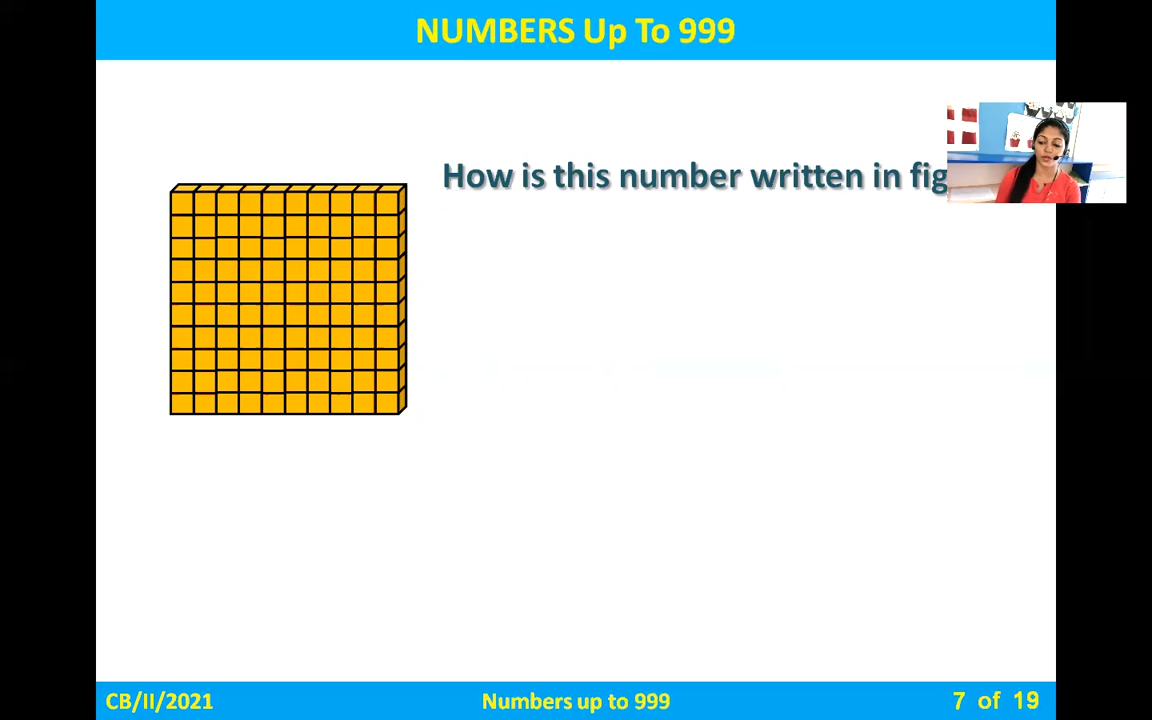 NUMBERS Up To 999
How is this number written in fig
CB/II/2021
Numbers up to 999
7 of 19